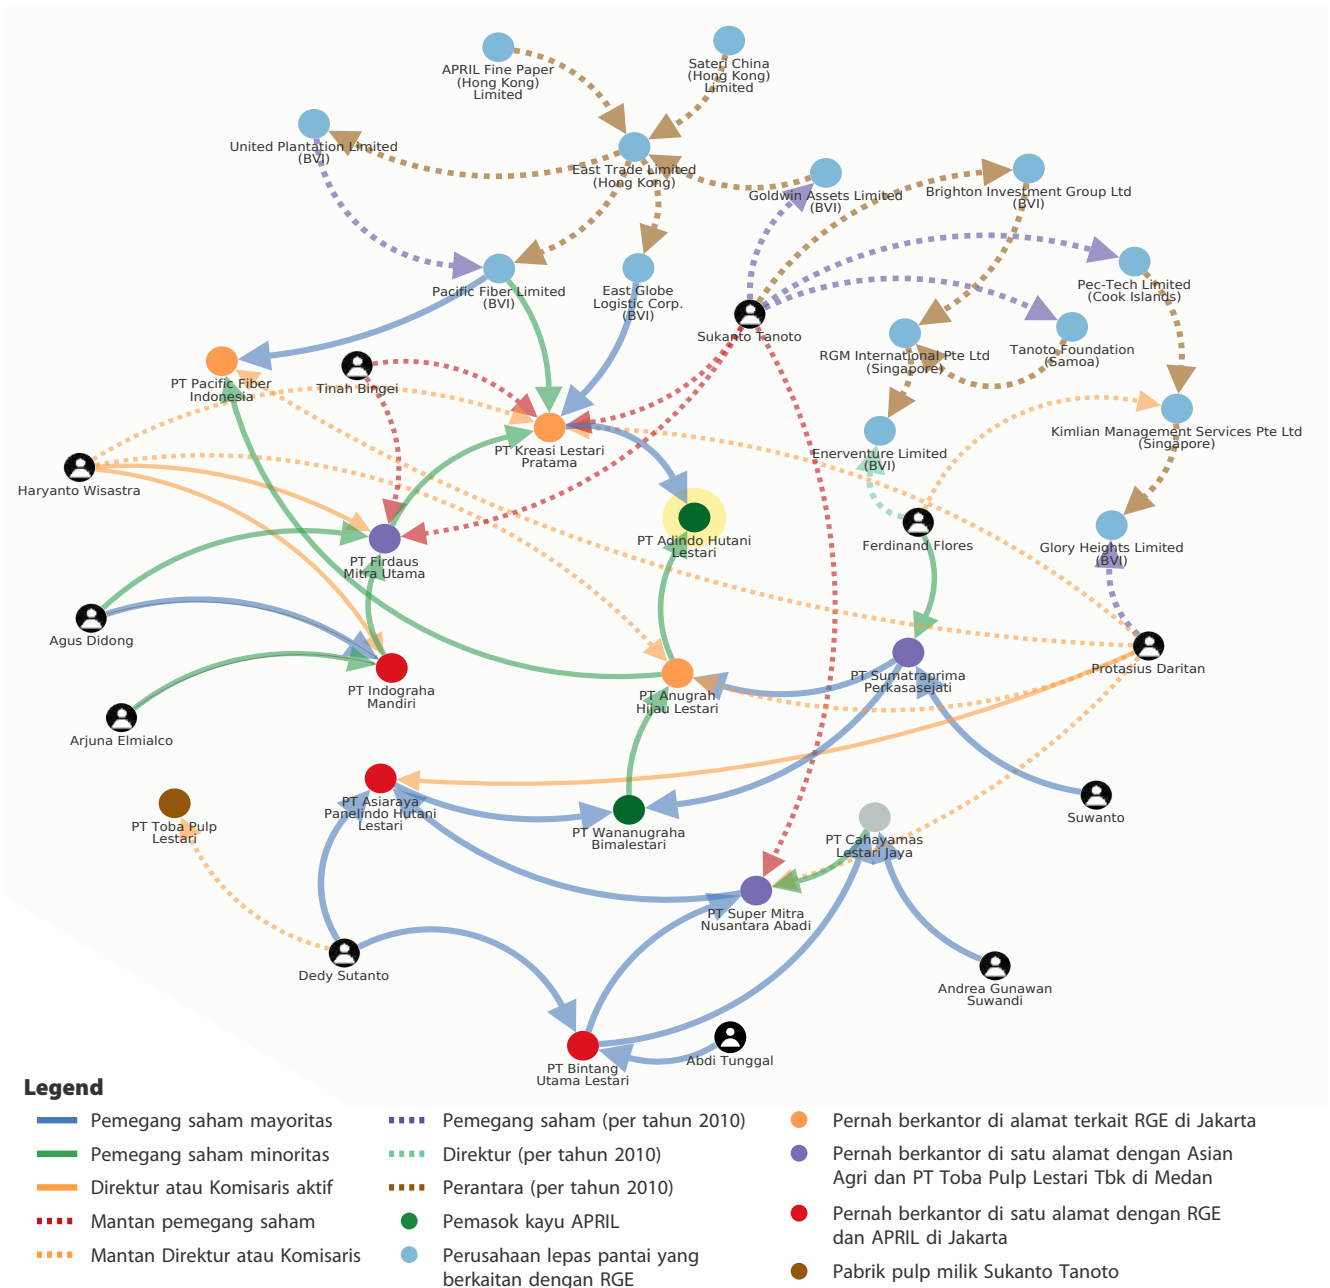 APRIL Fine Paper
(Hong Kong)
Limited
Sateri China
(Hong Kong)
Limited
United Plantation Limited
(BVI)
East Trade Limited
(Hong Kong)
Goldwin Assets Limited
(BVI)
Brighton Investment Group Ltd
(BVI)
Pacific Fiber Limited
(BVI)
East Globe
Logistic Corp.
(BVI)
Pec-Tech Limited
(Cook Islands)
Sukanto Tanoto
RGM International Pte Ltd
(Singapore)
Tanoto Foundation
(Samoa)
PT Pacific Fiber
Indonesia
Tinah Bingei
PT Kreasi Lestari
Pratama
Enerventure Limited
(BVI)
Kimlian Management Services Pte Ltd
(Singapore)
Haryanto Wisastra
PT Adindo Hutani
Lestari
Ferdinand Flores
Glory Heights Limited
(BVI)
PT Firdaus
Mitra Utama
Agus Didong
PT Indograha
Mandiri
PT Anugrah
Hijau Lestari
PT Sumatraprima
Perkasasejati
Protasius Daritan
Arjuna Elmialco
PT Toba Pulp
Lestari
PT Asiaraya
Panelindo Hutani
Lestari
PT Wananugraha
Bimalestari
PT Cahayamas
Lestari Jaya
Suwanto
PT Super Mitra
Nusantara Abadi
Dedy Sutanto
Andrea Gunawan
Suwandi
PT Bintang
Utama Lestari
Abdi Tunggal
Legend
Pemegang saham mayoritas
Pemegang saham minoritas
Direktur atau Komisaris aktif
Mantan pemegang saham
Mantan Direktur atau Komisaris
Pemegang saham (per tahun 2010)
Direktur (per tahun 2010)
Perantara (per tahun 2010)
Pemasok kayu APRIL
Perusahaan lepas pantai yang
berkaitan dengan RGE
Pernah berkantor di alamat terkait RGE di Jakarta
Pernah berkantor di satu alamat dengan Asian
Agri dan PT Toba Pulp Lestari Tbk di Medan
Pernah berkantor di satu alamat dengan RGE
dan APRIL di Jakarta
Pabrik pulp milik Sukanto Tanoto